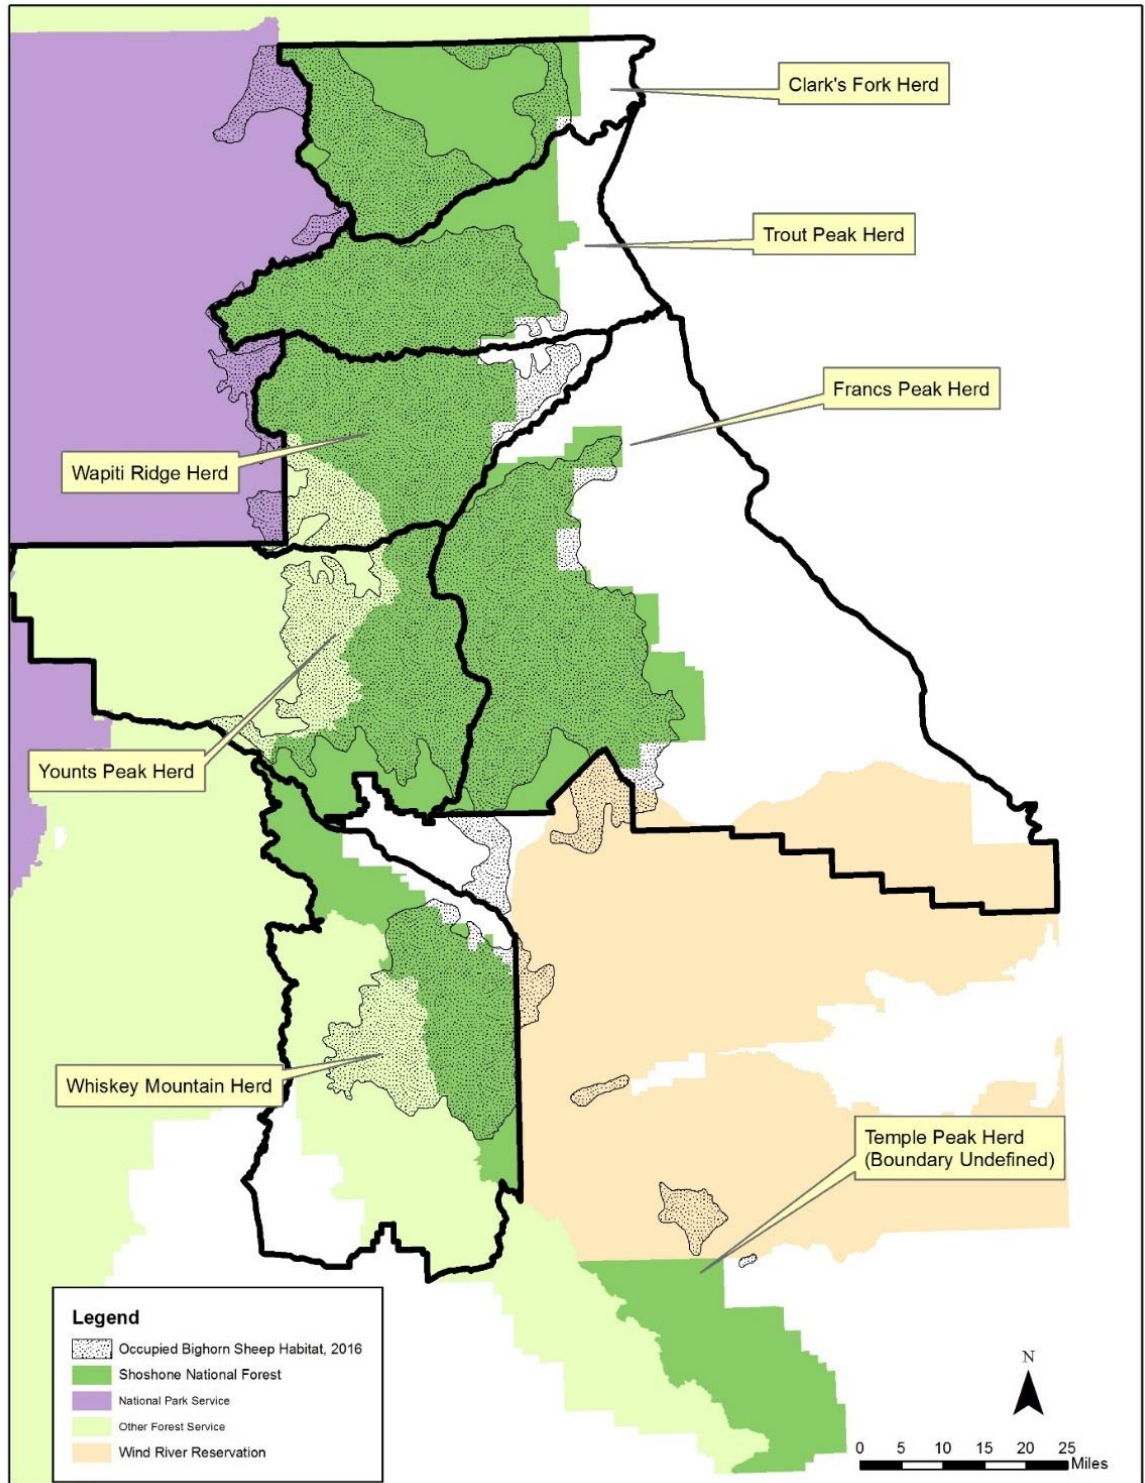 Clark's Fork Herd
Trout Peak Herd
Francs Peak Herd
Wapiti Ridge Herd
Younts Peak Herd
Whiskey Mountain Herd
Temple Peak Herd
(Boundary Undefined)
Legend
Occupied Bighorn Sheep Habitat, 2016
Shoshone National Forest
National Park Service
Other Forest Service
Wind River Reservation
N
0 5 10 15 20 25
Miles